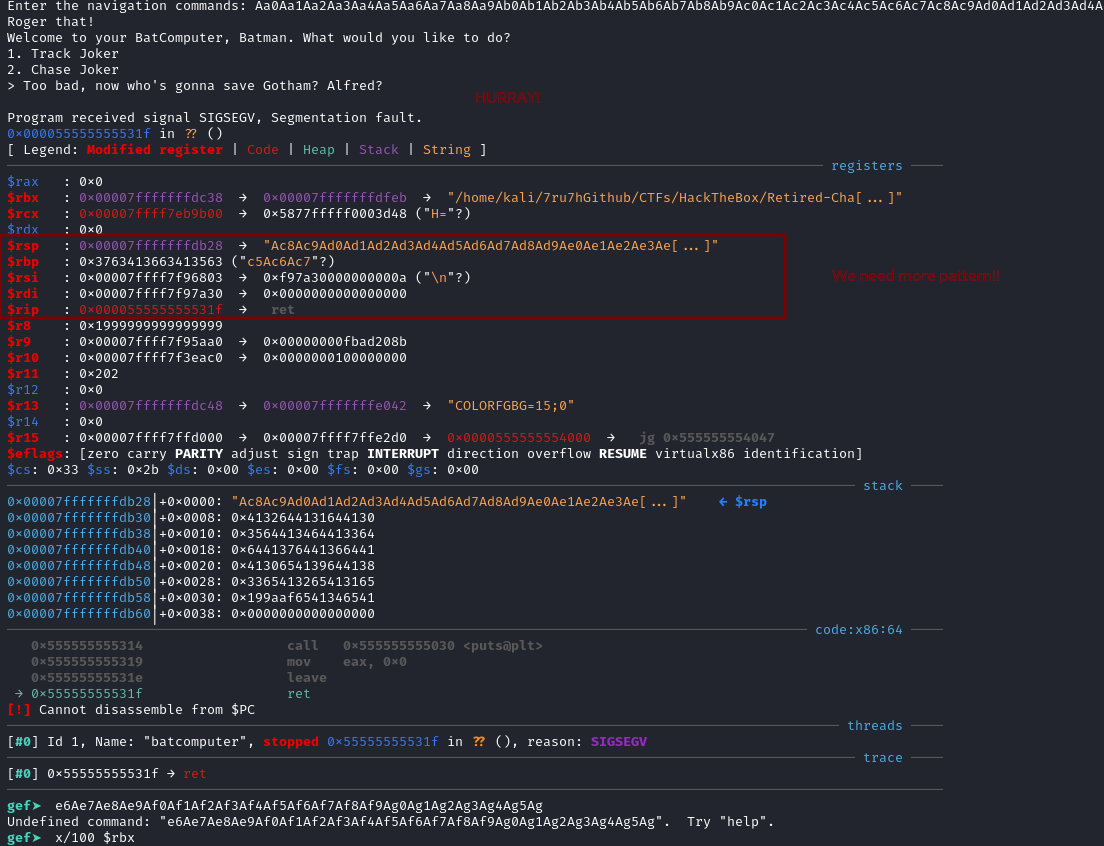 Enter the navigation commands: Aa0Aa1Aa2Aa3Aa4Aa5Aa6Aa7Aa8Aa9Ab0Ab1Ab2Ab3Ab4Ab5Ab6Ab7Ab8Ab9Ac0Ac1Ac2Ac3Ac4Ac5Ac6Ac7Ac8Ac9Ad0Ad1Ad2Ad3Ad4A
Roger that!
Welcome to your BatComputer, Batman. What would you like to do?
1. Track Joker
2. Chase Joker
> Too bad, now who's gonna save Gotham? Alfred?
HURRAY!
Program received signal SIGSEGV, Segmentation fault.
0×000055555555531f in ?? ()
[ Legend: Modified register | Code | Heap | Stack | String ]
registers
$rax : 0×0
$rbx : 0×00007fffffffdc38 → 0×00007fffffffdfeb → "/home/kali/7ru7hGithub/CTFs/HackTheBox/Retired-Cha[...]"
$rcx : 0×00007ffff7eb9b00 → 0×5877fffff0003d48 ("H="?)
$rdx : 0×0
$rsp : 0×00007fffffffdb28 → "Ac8Ac9Ad0Ad1Ad2Ad3Ad4Ad5Ad6Ad7Ad8Ad9Ae0Ae1Ae2Ae3Ae[...]"
$rbp : 0×3763413663413563 ("c5Ac6Ac7"?)
$rsi : 0×00007ffff7f96803 → 0×f97a30000000000a ("\n"?)
We need more pattern!!
$rdi : 0×00007ffff7f97a30 → 0×0000000000000000
$rip : 0×000055555555531f → ret
$r8 : 0×1999999999999999
$r9 : 0×00007ffff7f95aa0 → 0×00000000fbad208b
$r10 : 0×00007ffff7f3eac0 → 0×0000000100000000
$r11 : 0×202
$r12 : 0×0
$r13 : 0×00007fffffffdc48 → 0×00007fffffffe042 → "COLORFGBG=15;0"
$r14 : 0×0
$r15 : 0×00007ffff7ffd000 → 0×00007ffff7ffe2d0 → 0×0000555555554000 → jg 0×555555554047
$eflags: [zero carry PARITY adjust sign trap INTERRUPT direction overflow RESUME virtualx86 identification]
$cs: 0×33 $ss: 0×2b $ds: 0×00 $es: 0×00 $fs: 0×00 $gs: 0×00
stack
0×00007fffffffdb28│+0×0000: "Ac8Ac9Ad0Ad1Ad2Ad3Ad4Ad5Ad6Ad7Ad8Ad9Ae0Ae1Ae2Ae3Ae[...]" ← $rsp
0×00007fffffffdb30│+0×0008: 0×4132644131644130
0×00007fffffffdb38│+0×0010: 0×3564413464413364
0×00007fffffffdb40│+0×0018: 0×6441376441366441
0×00007fffffffdb48│+0×0020: 0×4130654139644138
0×00007fffffffdb50│+0×0028: 0×3365413265413165
0×00007fffffffdb58│+0×0030: 0×199aaf6541346541
0×00007fffffffdb60│+0×0038: 0×0000000000000000
code:x86:64
0×555555555314 call 0×555555555030 <puts@plt>
0×555555555319 mov eax, 0×0
0×55555555531e leave
→ 0×55555555531f ret
[!] Cannot disassemble from $PC
threads
[#0] Id 1, Name: "batcomputer", stopped 0×55555555531f in ?? (), reason: SIGSEGV
trace
[#0] 0×55555555531f → ret
gef➤ e6Ae7Ae8Ae9Af0Af1Af2Af3Af4Af5Af6Af7Af8Af9Ag0Ag1Ag2Ag3Ag4Ag5Ag
Undefined command: "e6Ae7Ae8Ae9Af0Af1Af2Af3Af4Af5Af6Af7Af8Af9Ag0Ag1Ag2Ag3Ag4Ag5Ag". Try "help".
gef➤ x/100 $rbx